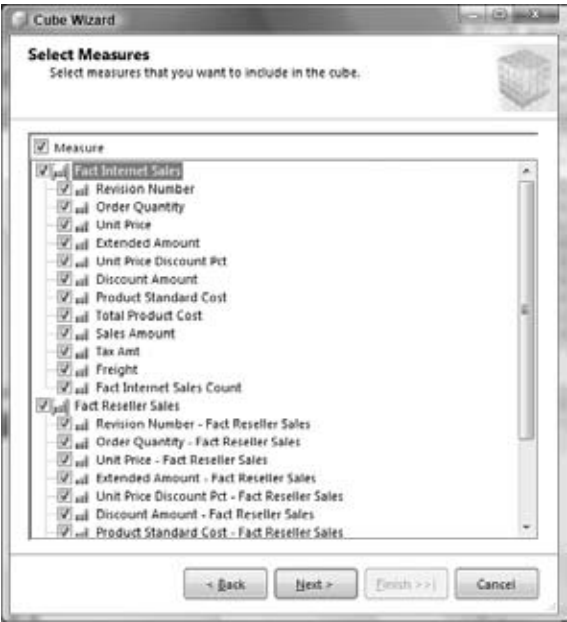 Cube Wizard
Select Measures
Select measures that you want to include in the cube.
Measure
Fact Internet Sales
Revision Number
Order Quantity
Unit Price
Extended Amount
Unit Price Discount Pct
Discount Amount
Product Standard Cost
Total Product Cost
Sales Amount
Tax Amt
Freight
Fact Internet Sales Count
Fact Reseller Sales
Revision Number - Fact Reseller Sales
Order Quantity - Fact Reseller Sales
Unit Price - Fact Reseller Sales
Extended Amount - Fact Reseller Sales
Unit Price Discount Pct - Fact Reseller Sales
Discount Amount - Fact Reseller Sales
Product Standard Cost - Fact Reseller Sales
< Back Next > Finish >>| Cancel